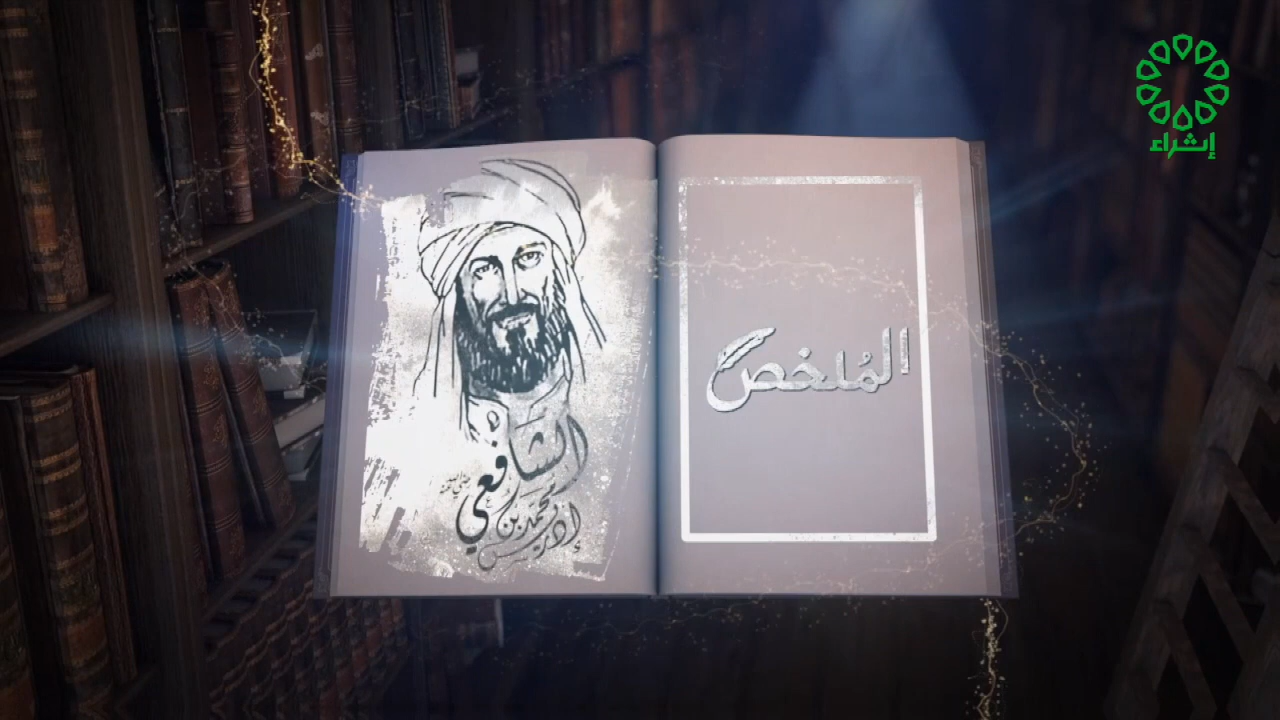 إثراء
المُلخص
الشافعي
محمد بن
إدريس